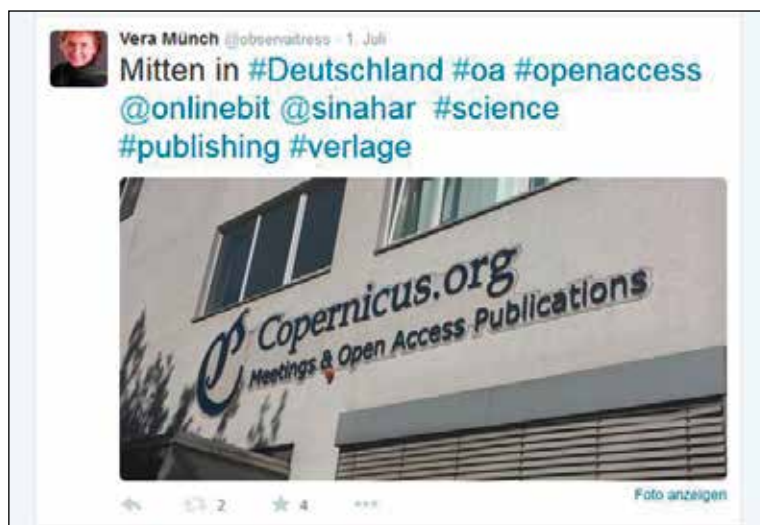 Vera Münch @observaitress · 1. Juli
Mitten in #Deutschland #oa #openaccess
@onlinebit @sinahar #science
#publishing #verlage
Copernicus.org
Meetings & Open Access Publications
2 4
Foto anzeigen